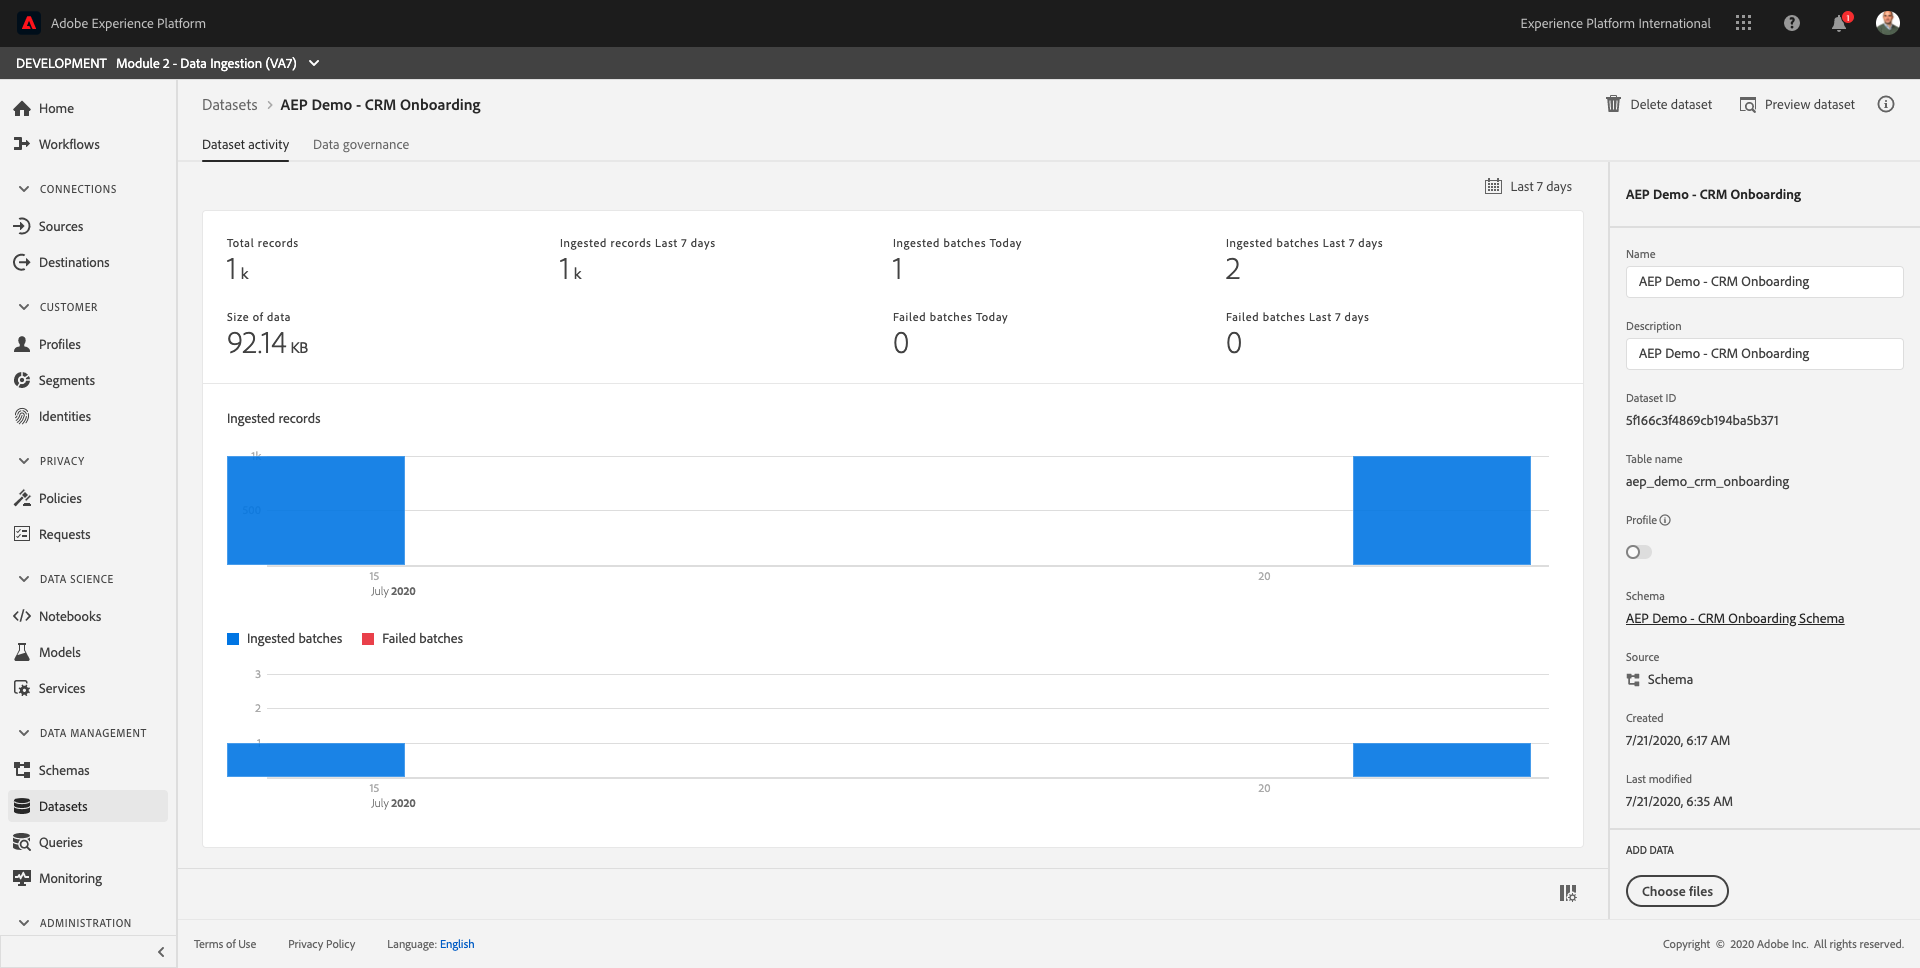 Adobe Experience Platform
Experience Platform International
1
DEVELOPMENT Module 2 - Data Ingestion (VA7)
Home
Workflows
CONNECTIONS
Sources
Destinations
CUSTOMER
Profiles
Segments
Identities
PRIVACY
Policies
Requests
DATA SCIENCE
Notebooks
Models
Services
DATA MANAGEMENT
Schemas
Datasets
Queries
Monitoring
ADMINISTRATION
Datasets > AEP Demo - CRM Onboarding
Delete dataset
Preview dataset
Dataset activity
Data governance
Last 7 days
Total records
1 k
Ingested records Last 7 days
1 k
Ingested batches Today
1
Ingested batches Last 7 days
2
Size of data
92.14 KB
Failed batches Today
0
Failed batches Last 7 days
0
Ingested records
1k
500
15
20
July 2020
Ingested batches
Failed batches
3
2
1
15
20
July 2020
AEP Demo - CRM Onboarding
Name
AEP Demo - CRM Onboarding
Description
AEP Demo - CRM Onboarding
Dataset ID
5f166c3f4869cb194ba5b371
Table name
aep_demo_crm_onboarding
Profile
Schema
AEP Demo - CRM Onboarding Schema
Source
Schema
Created
7/21/2020, 6:17 AM
Last modified
7/21/2020, 6:35 AM
ADD DATA
Choose files
Terms of Use
Privacy Policy
Language: English
Copyright © 2020 Adobe Inc. All rights reserved.